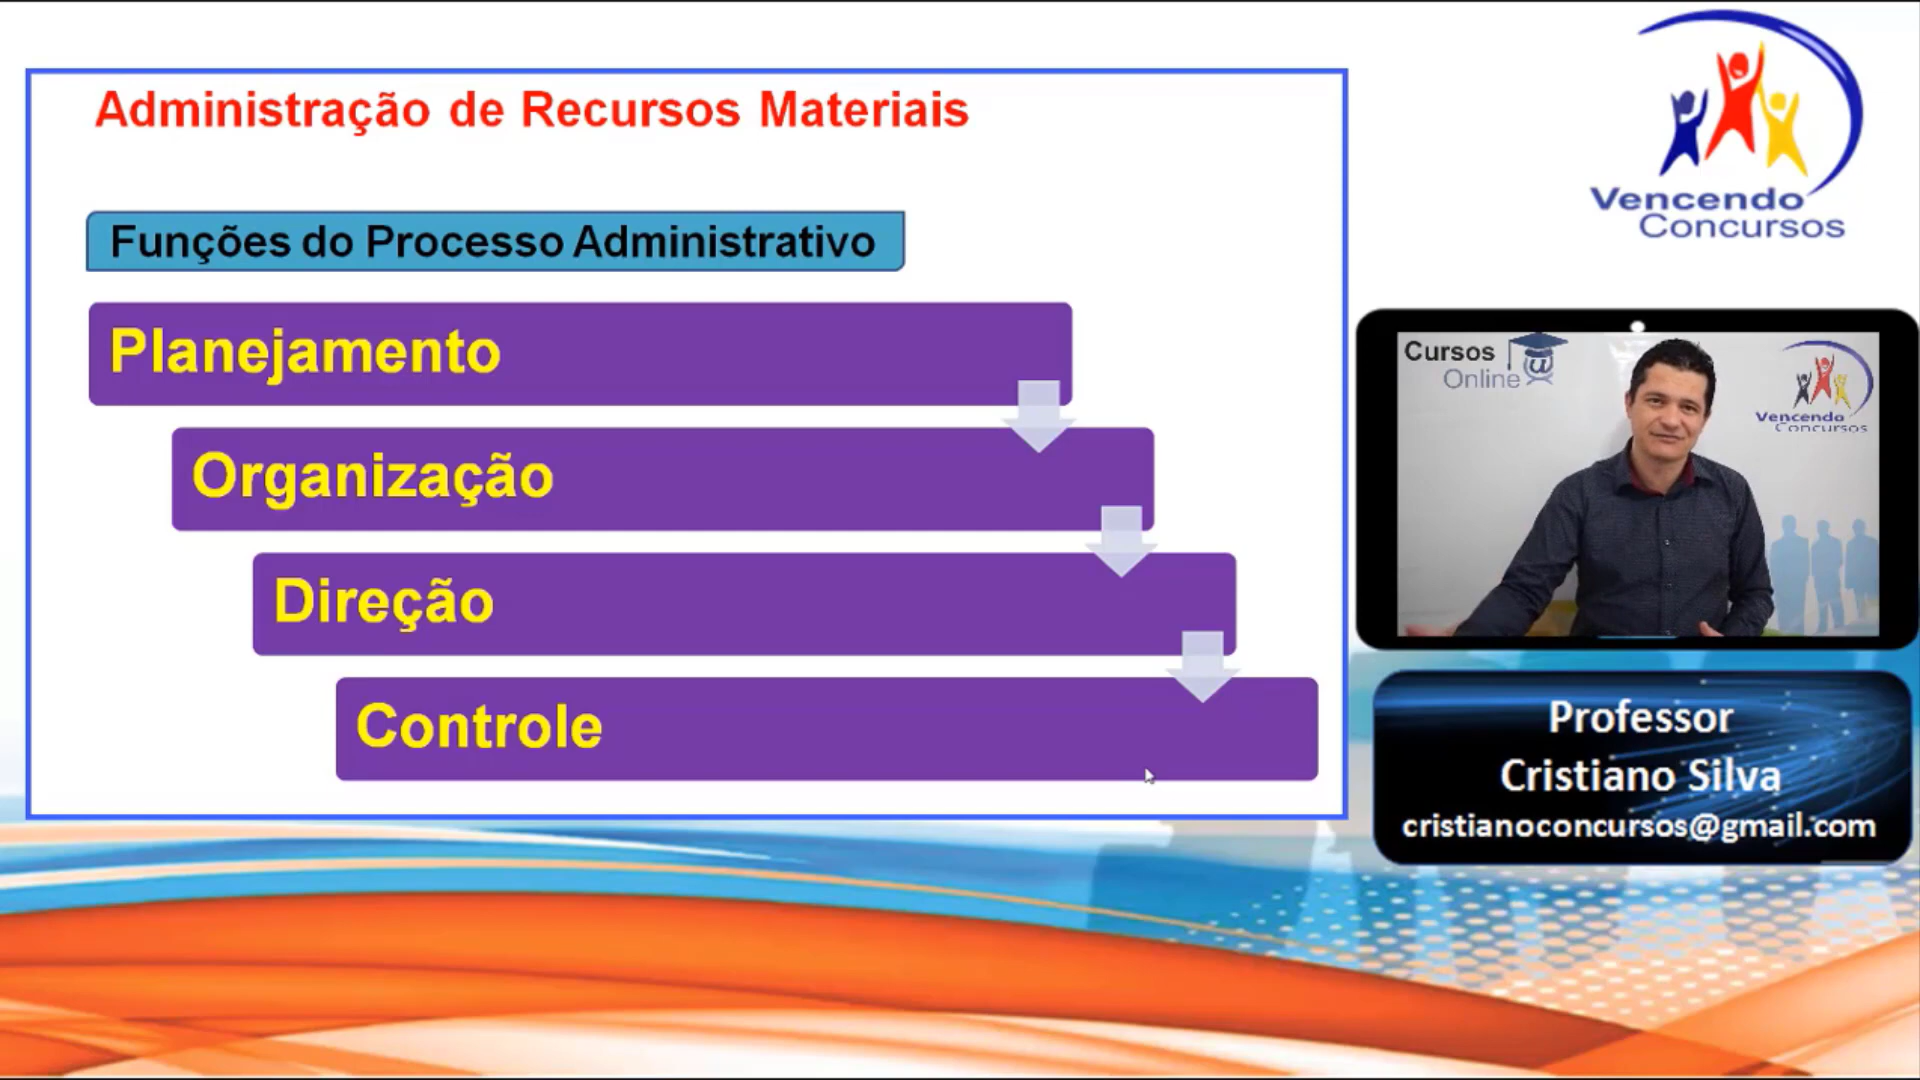 Administração de Recursos Materiais
Funções do Processo Administrativo
Planejamento
Organização
Direção
Controle
Vencendo
Concursos
Cursos
Online
Vencendo
Concursos
Professor
Cristiano Silva
cristianoconcursos@gmail.com